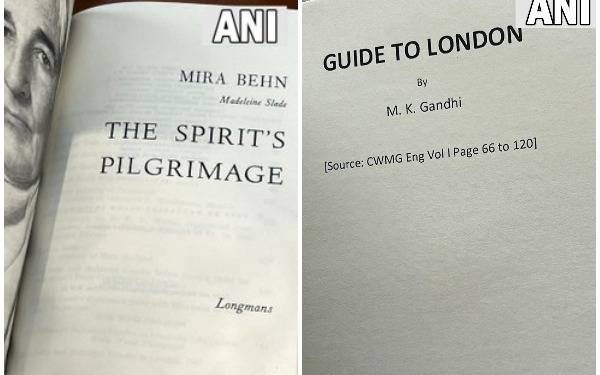 ANI
MIRA BEHN
Madeleine Slade
THE SPIRIT'S
PILGRIMAGE
Longmans
ANI
GUIDE TO LONDON
By
M. K. Gandhi
[Source: CWMG Eng Vol I Page 66 to 120]